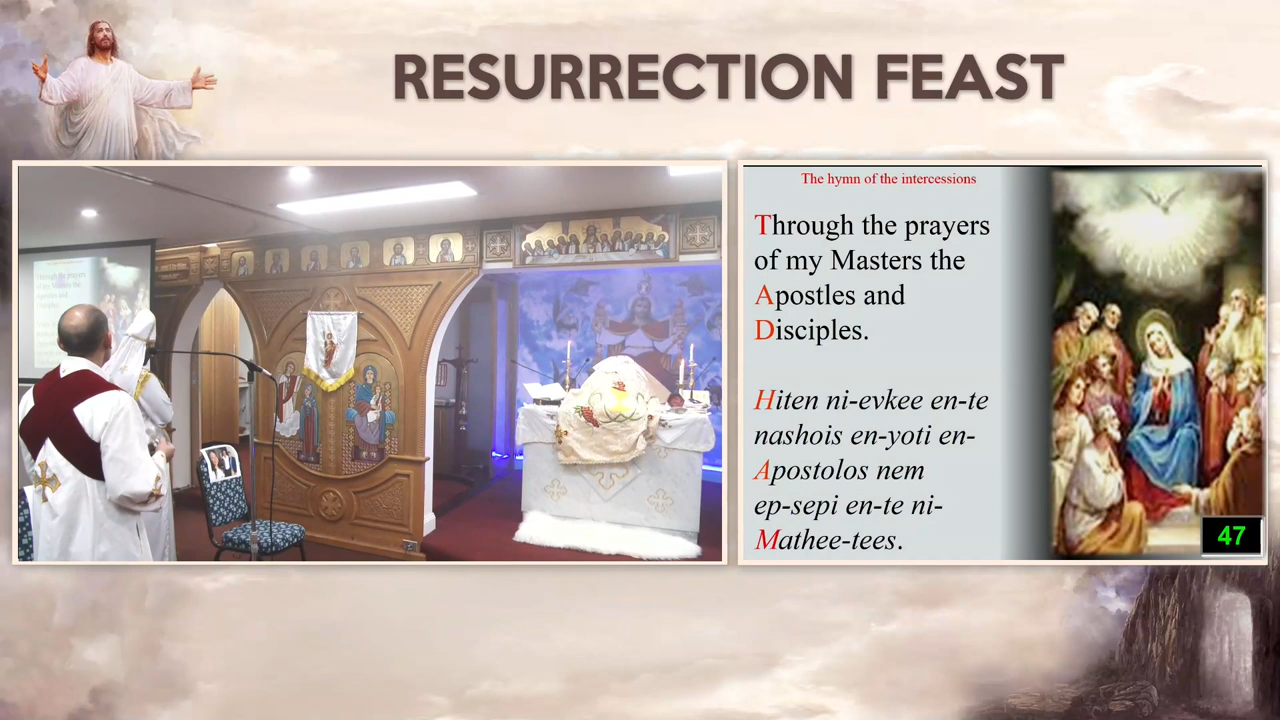 RESURRECTION FEAST
The hymn of the intercessions
Through the prayers
of my Masters the
Apostles and
Disciples.
Hiten ni-evkee en-te
nashois en-yoti en-
Apostolos nem
ep-sepi en-te ni-
Mathee-tees.
47